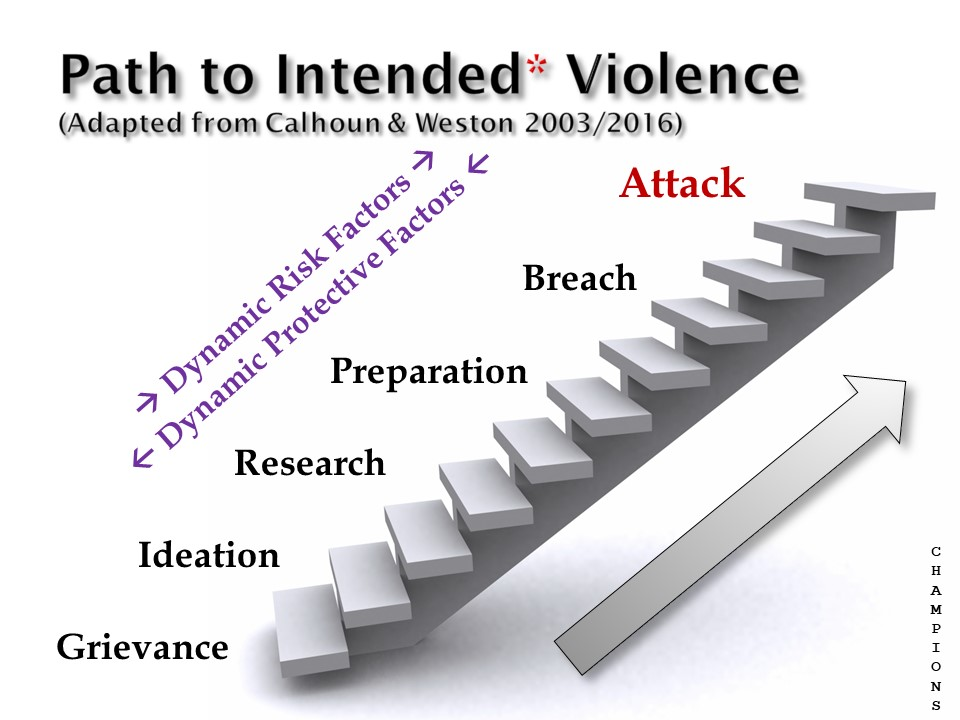 Path to Intended* Violence
(Adapted from Calhoun & Weston 2003/2016)
→ Dynamic Risk Factors →
← Dynamic Protective Factors ←
Attack
Breach
Preparation
Research
Ideation
Grievance
C
H
A
M
P
I
O
N
S